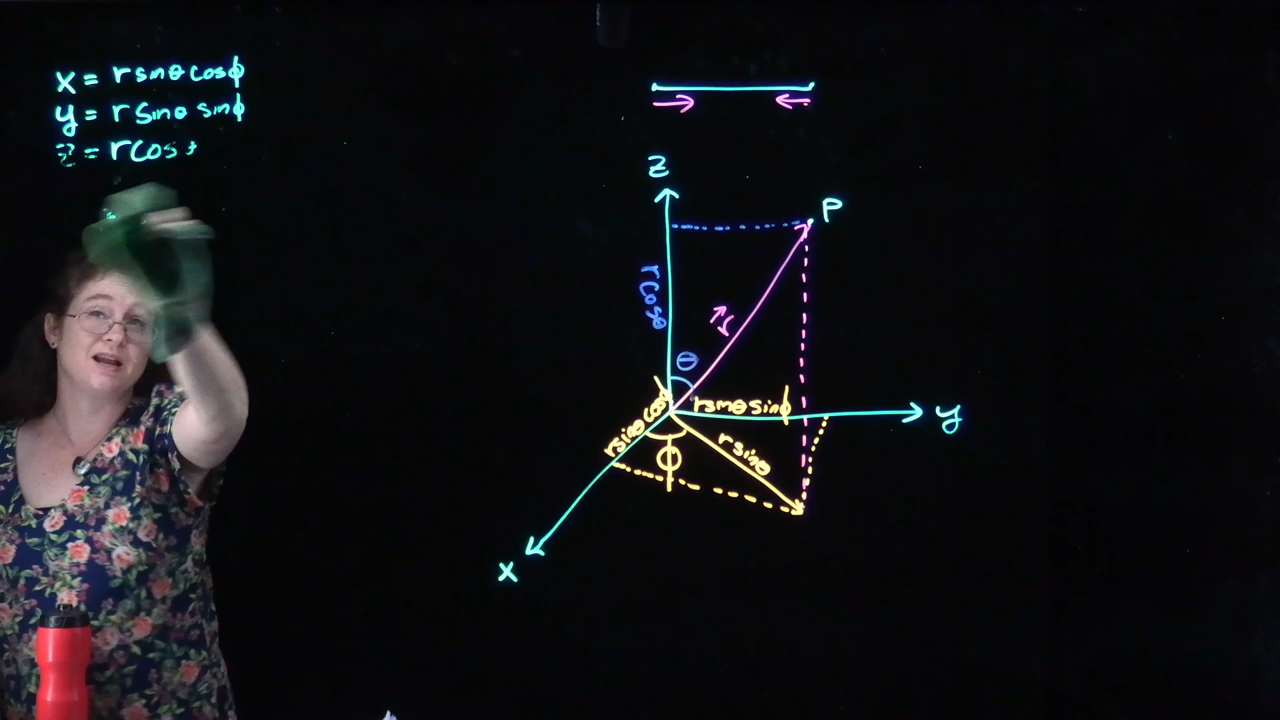 x = r sinθ cosϕ
y = r sinθ sinϕ
z = r cos
z
P
r cosθ
r
θ
r sinθ cosϕ
r sinθ sinϕ
y
r sinθ
ϕ
x